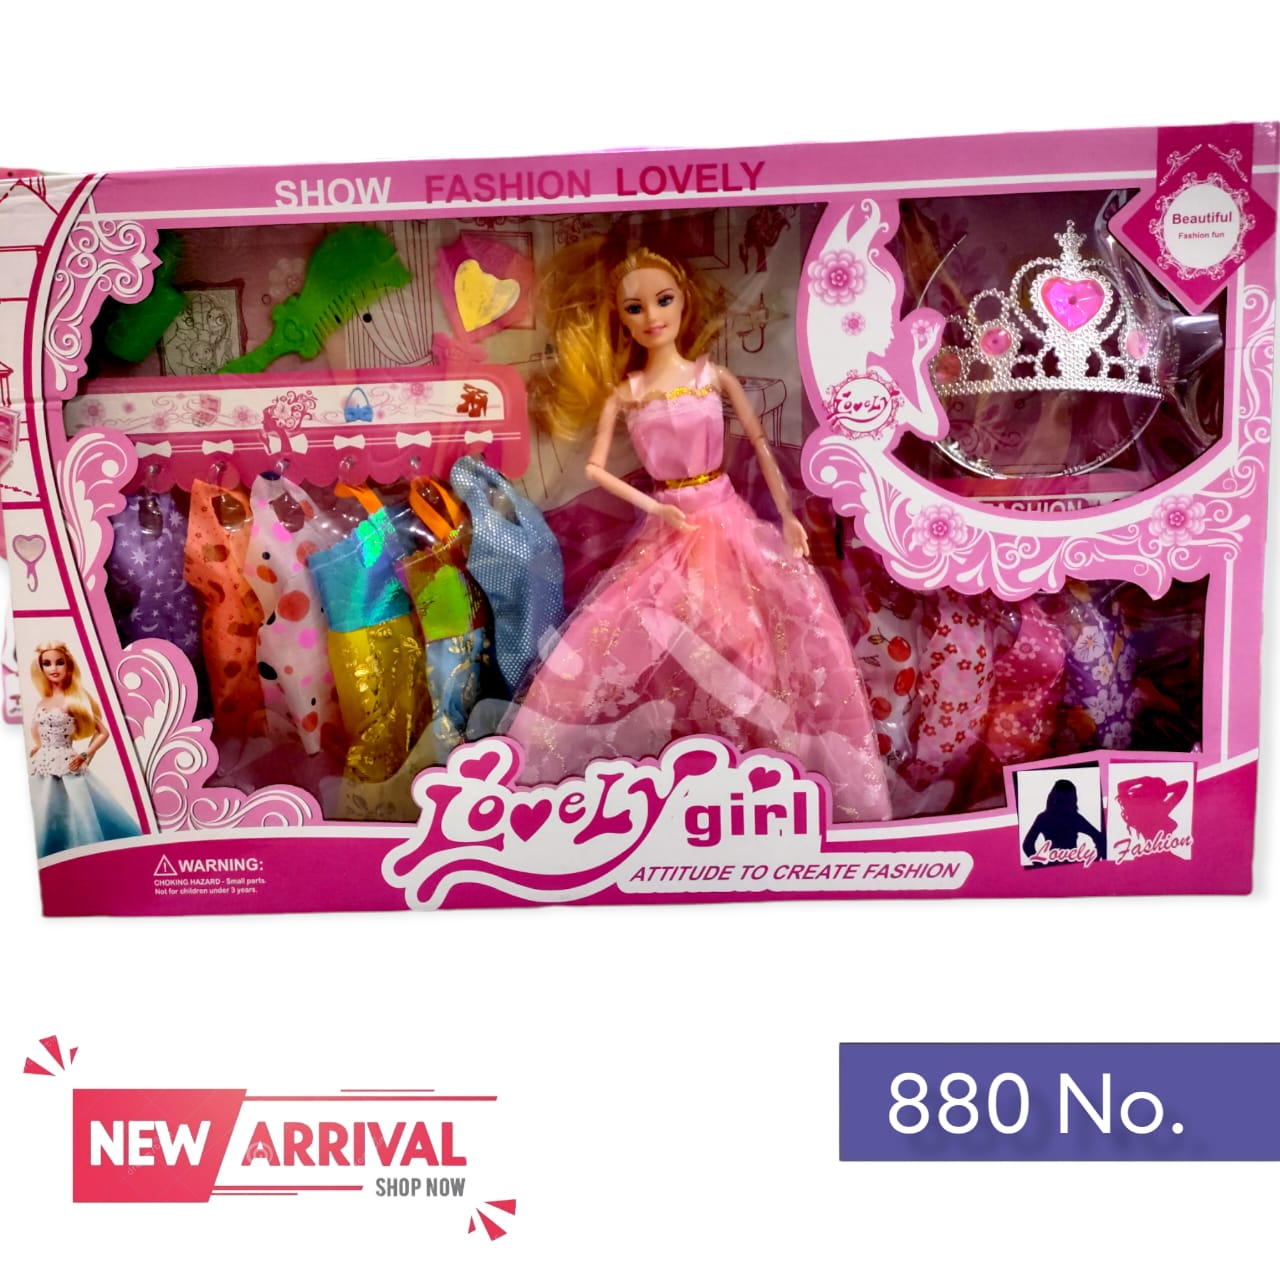 SHOW FASHION LOVELY
Beautiful
Fashion fun
LOVELY
FASHION
LOVELY girl
ATTITUDE TO CREATE FASHION
Lovely Fashion
WARNING:
CHOKING HAZARD - Small parts.
Not for children under 3 years.
NEW ARRIVAL
SHOP NOW
880 No.